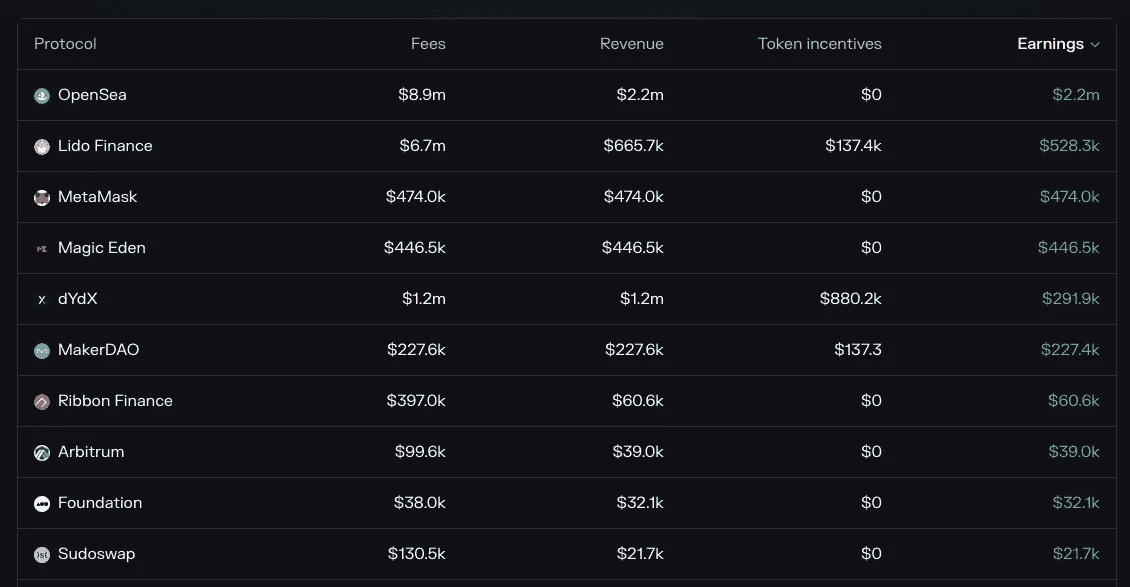 Protocol Fees Revenue Token incentives Earnings
OpenSea $8.9m $2.2m $0 $2.2m
Lido Finance $6.7m $665.7k $137.4k $528.3k
MetaMask $474.0k $474.0k $0 $474.0k
Magic Eden $446.5k $446.5k $0 $446.5k
dYdX $1.2m $1.2m $880.2k $291.9k
MakerDAO $227.6k $227.6k $137.3 $227.4k
Ribbon Finance $397.0k $60.6k $0 $60.6k
Arbitrum $99.6k $39.0k $0 $39.0k
Foundation $38.0k $32.1k $0 $32.1k
Sudoswap $130.5k $21.7k $0 $21.7k